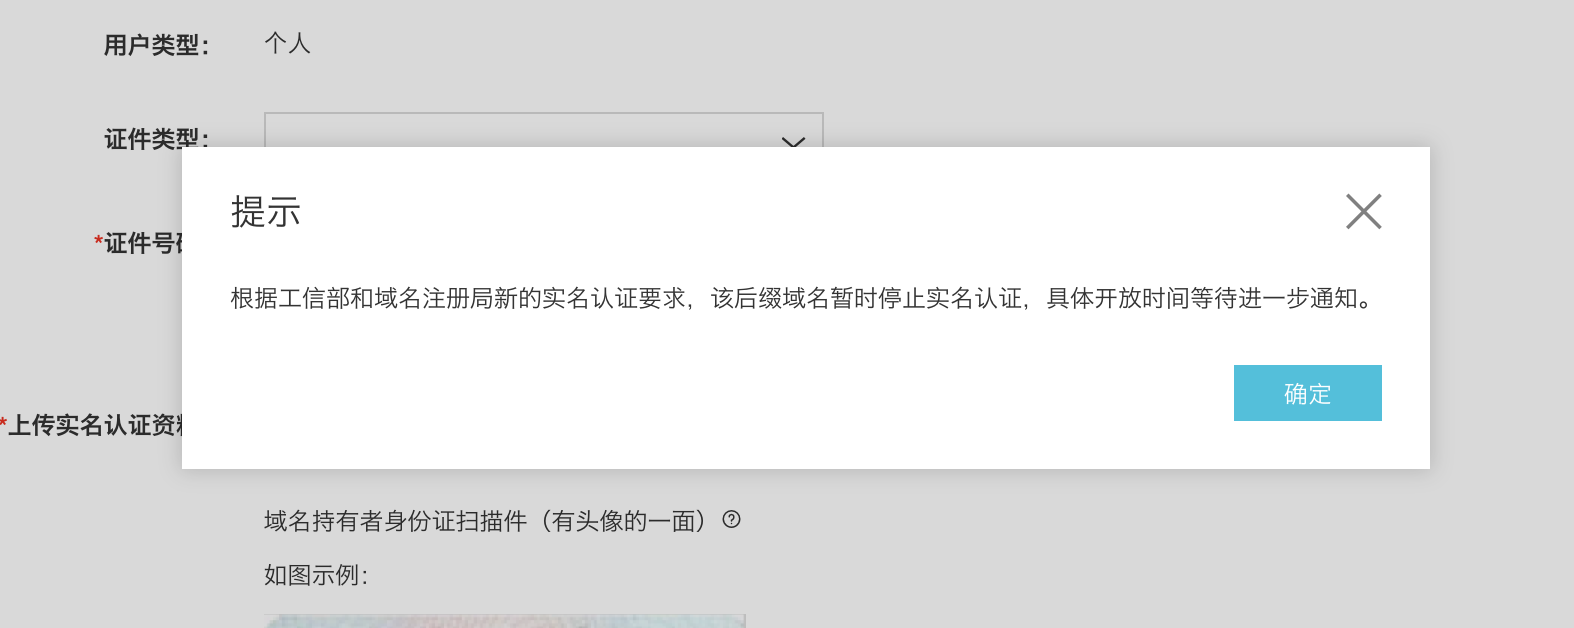 用户类型：
个人
证件类型：
提示
*证件号
根据工信部和域名注册局新的实名认证要求，该后缀域名暂时停止实名认证，具体开放时间等待进一步通知。
确定
*上传实名认证资
域名持有者身份证扫描件（有头像的一面）
如图示例：